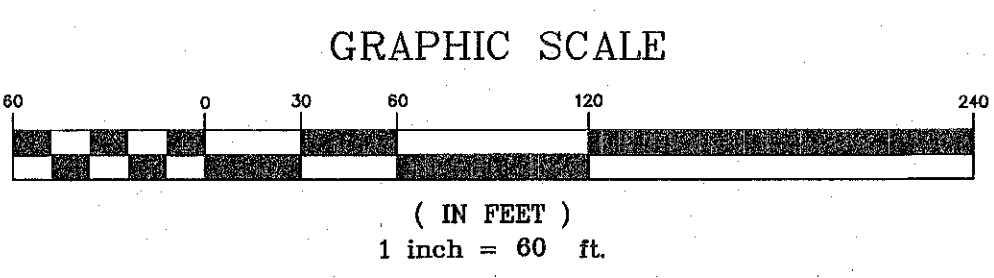 GRAPHIC SCALE
60 0 30 60 120 240
( IN FEET )
1 inch = 60 ft.